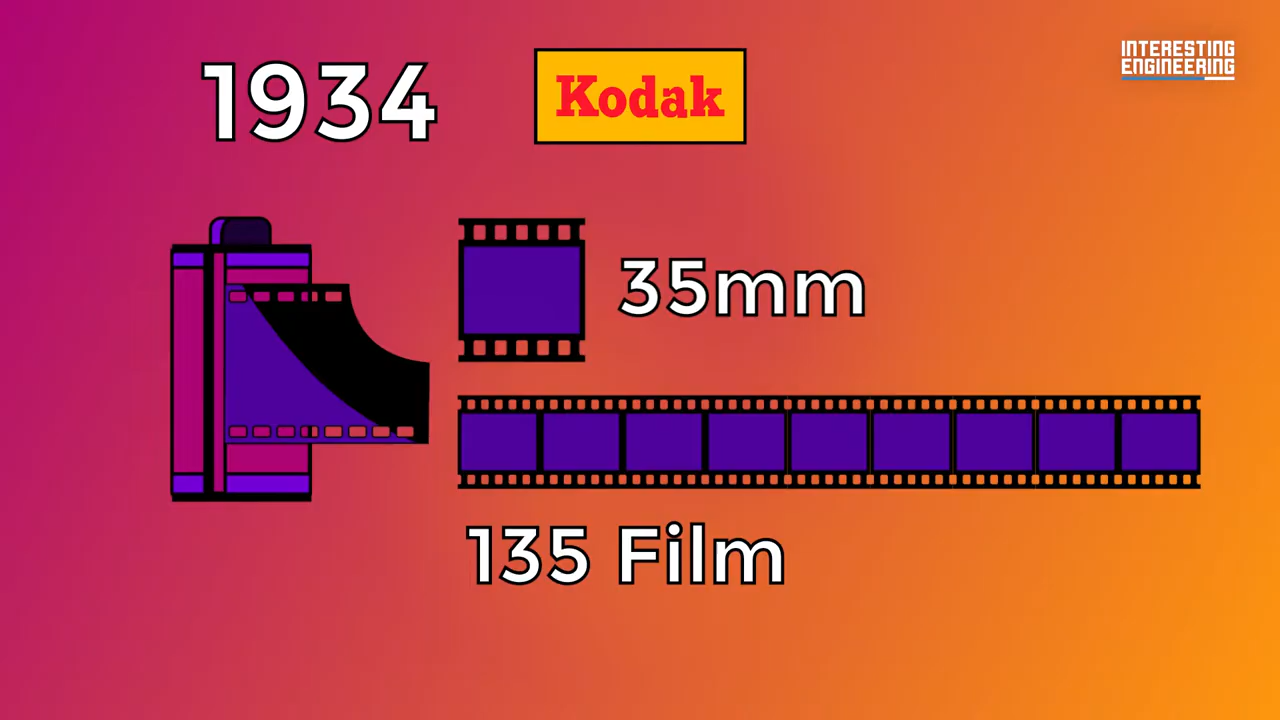 1934
Kodak
INTERESTING
ENGINEERING
35mm
135 Film